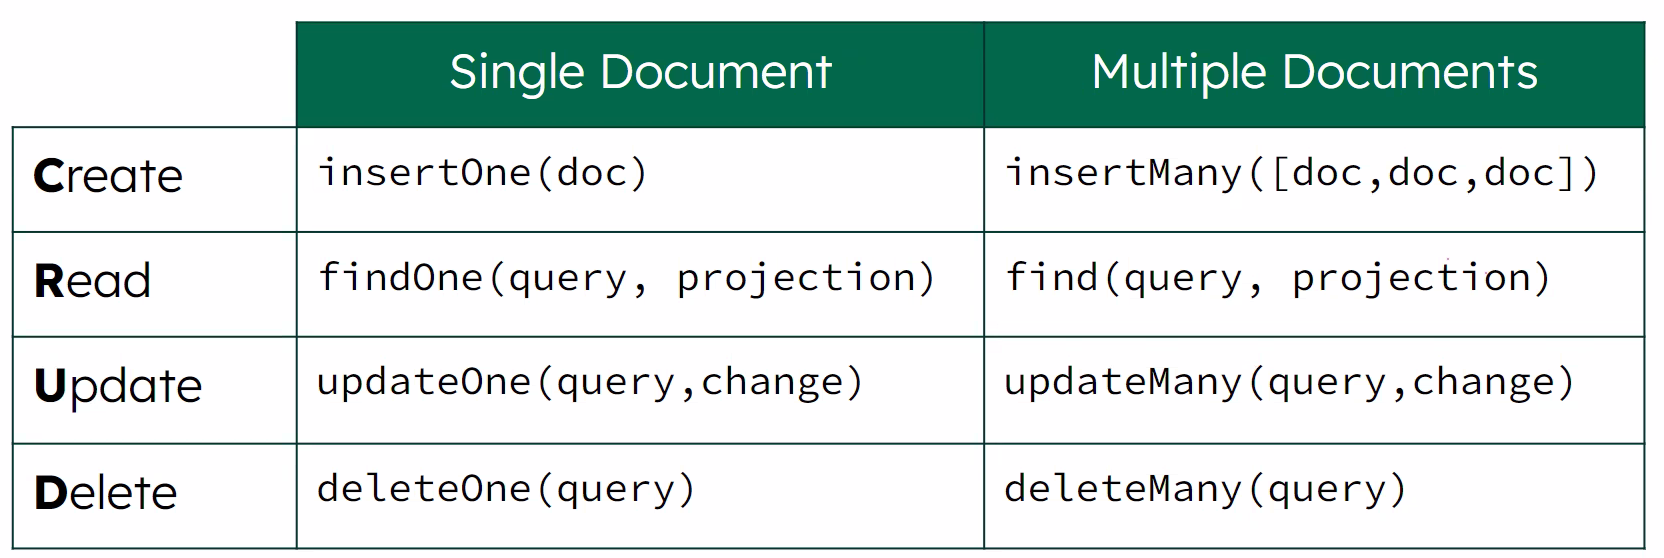 Single Document Multiple Documents
Create insertOne(doc) insertMany([doc,doc,doc])
Read findOne(query, projection) find(query, projection)
Update updateOne(query,change) updateMany(query,change)
Delete deleteOne(query) deleteMany(query)